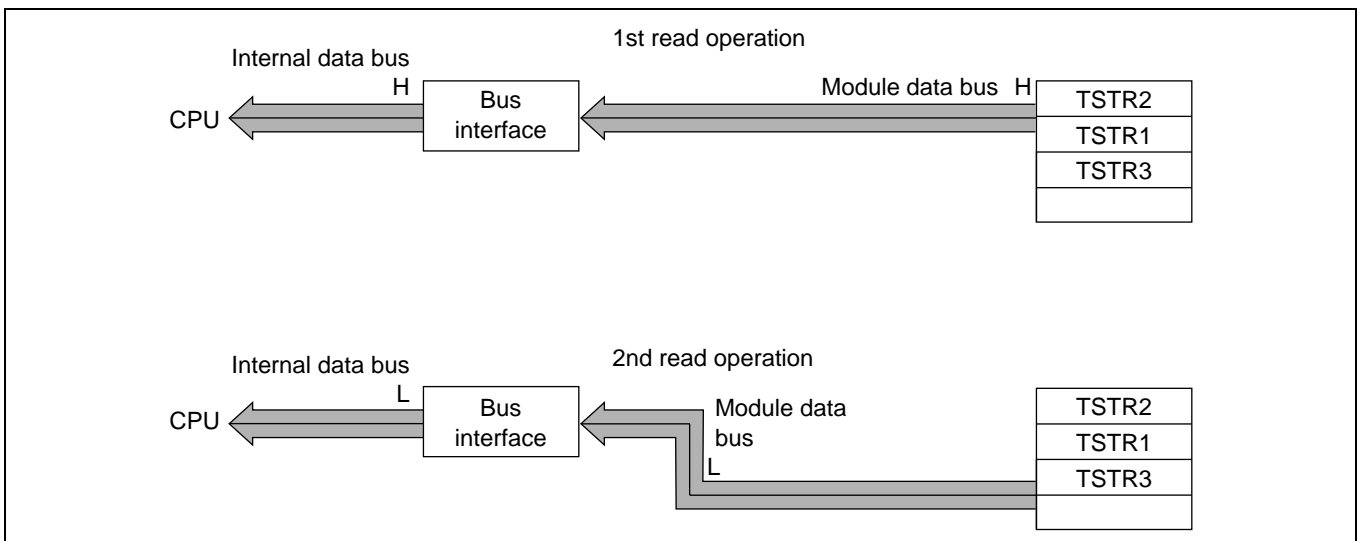 1st read operation
Internal data bus
H
Module data bus H
CPU
Bus
interface
TSTR2
TSTR1
TSTR3
2nd read operation
Internal data bus
L
Module data
bus
L
CPU
Bus
interface
TSTR2
TSTR1
TSTR3